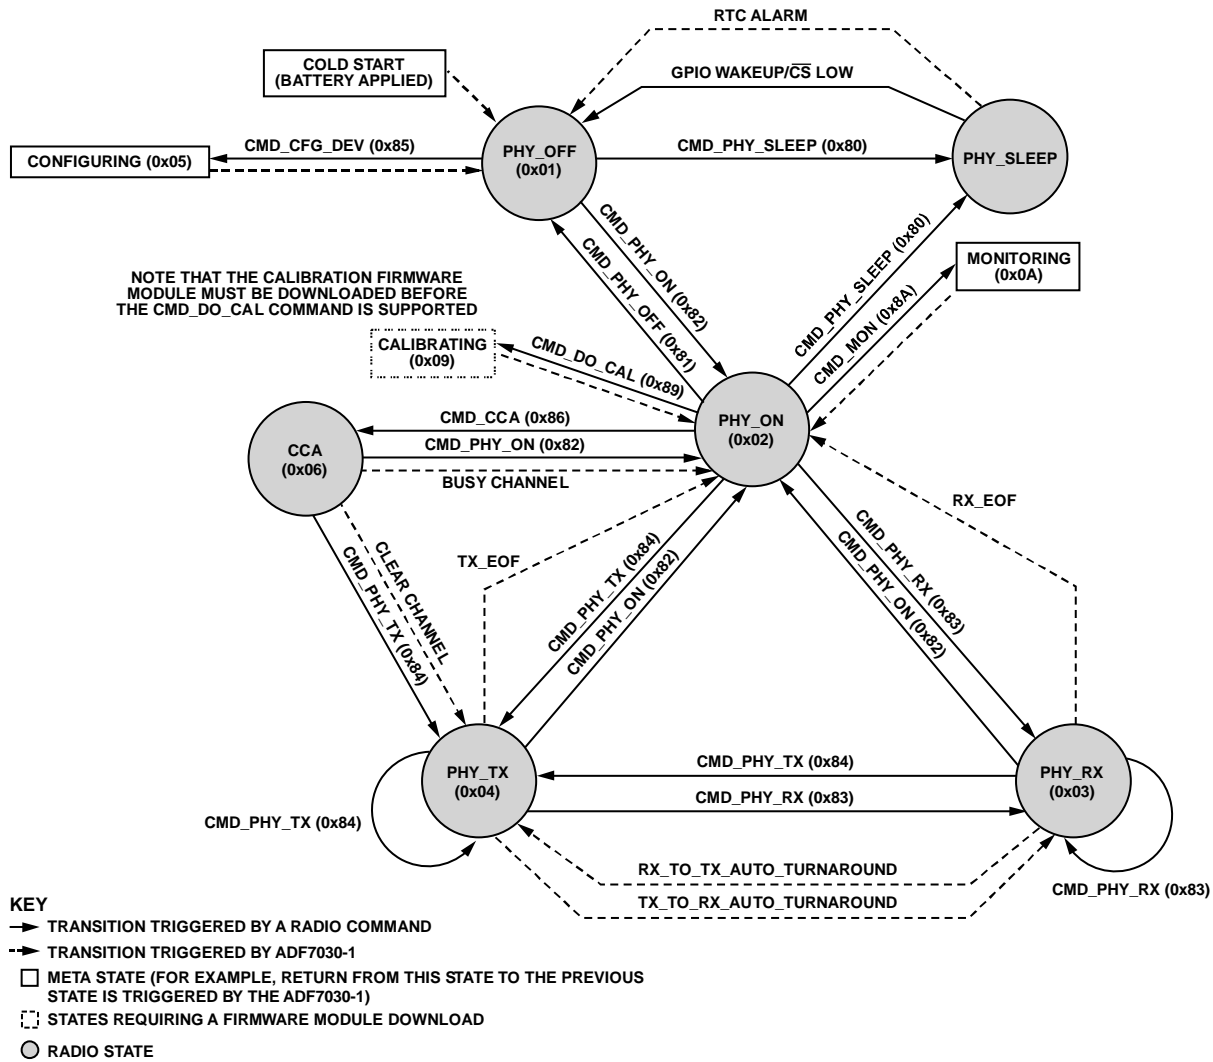 RTC ALARM
COLD START
(BATTERY APPLIED)
GPIO WAKEUP/CS LOW
CMD_CFG_DEV (0x85)
CONFIGURING (0x05)
PHY_OFF
(0x01)
CMD_PHY_SLEEP (0x80)
PHY_SLEEP
CMD_PHY_ON (0x82)
CMD_PHY_OFF (0x81)
CMD_PHY_SLEEP (0x80)
CMD_MON (0x8A)
MONITORING
(0x0A)
NOTE THAT THE CALIBRATION FIRMWARE
MODULE MUST BE DOWNLOADED BEFORE
THE CMD_DO_CAL COMMAND IS SUPPORTED
CALIBRATING
(0x09)
CMD_DO_CAL (0x89)
CMD_CCA (0x86)
PHY_ON
(0x02)
CCA
(0x06)
CMD_PHY_ON (0x82)
BUSY CHANNEL
TX_EOF
RX_EOF
CLEAR CHANNEL
CMD_PHY_TX (0x84)
CMD_PHY_TX (0x84)
CMD_PHY_ON (0x82)
CMD_PHY_RX (0x83)
CMD_PHY_ON (0x82)
PHY_TX
(0x04)
CMD_PHY_TX (0x84)
CMD_PHY_RX (0x83)
PHY_RX
(0x03)
CMD_PHY_TX (0x84)
RX_TO_TX_AUTO_TURNAROUND
TX_TO_RX_AUTO_TURNAROUND
CMD_PHY_RX (0x83)
KEY
TRANSITION TRIGGERED BY A RADIO COMMAND
TRANSITION TRIGGERED BY ADF7030-1
META STATE (FOR EXAMPLE, RETURN FROM THIS STATE TO THE PREVIOUS
STATE IS TRIGGERED BY THE ADF7030-1)
STATES REQUIRING A FIRMWARE MODULE DOWNLOAD
RADIO STATE